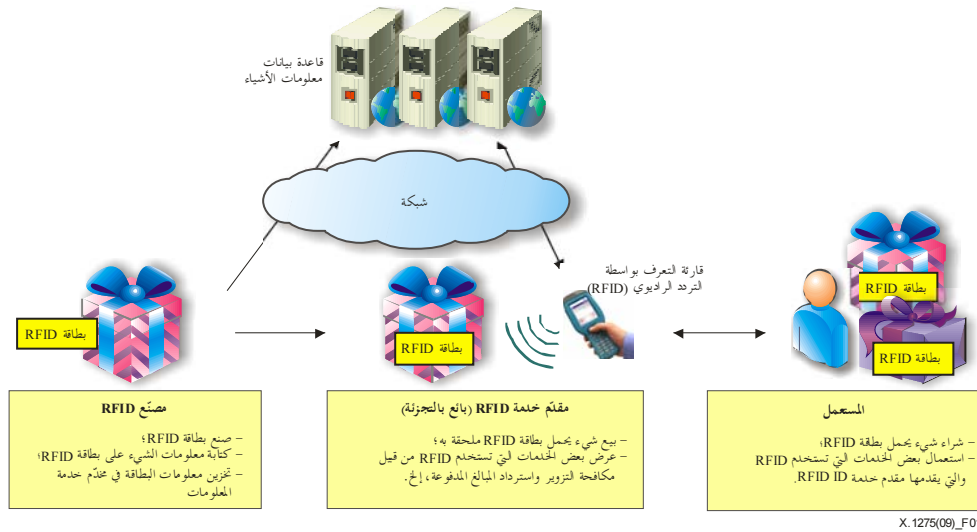 قاعدة بيانات
معلومات الأشياء
شبكة
قارئة التعرف بواسطة
التردد الراديوي (RFID)
بطاقة RFID
بطاقة RFID
بطاقة RFID
بطاقة RFID
مصنّع RFID
– صنع بطاقة RFID؛
– كتابة معلومات الشيء على بطاقة RFID؛
– تخزين معلومات البطاقة في مخدّم خدمة
المعلومات
مقدّم خدمة RFID (بائع بالتجزئة)
– بيع شيء يحمل بطاقة RFID ملحقة به؛
– عرض بعض الخدمات التي تستخدم RFID من قبيل
مكافحة التزوير واسترداد المبالغ المدفوعة، إلخ.
المستعمل
– شراء شيء يحمل بطاقة RFID؛
– استعمال بعض الخدمات التي تستخدم RFID
والتي يقدمها مقدم خدمة RFID ID.
X.1275(09)_F0